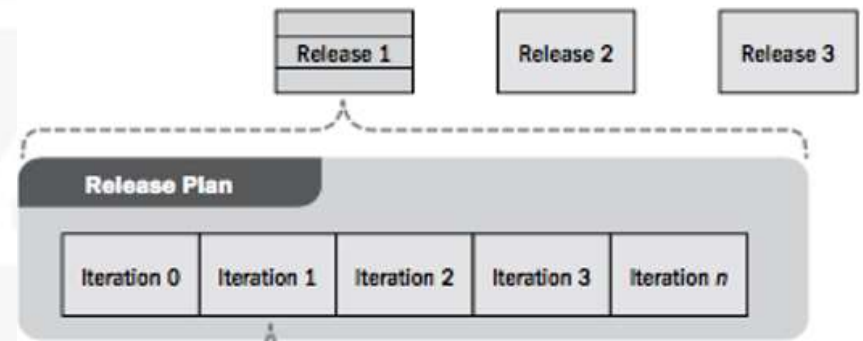 Release 1 Release 2 Release 3
Release Plan
Iteration 0 Iteration 1 Iteration 2 Iteration 3 Iteration n